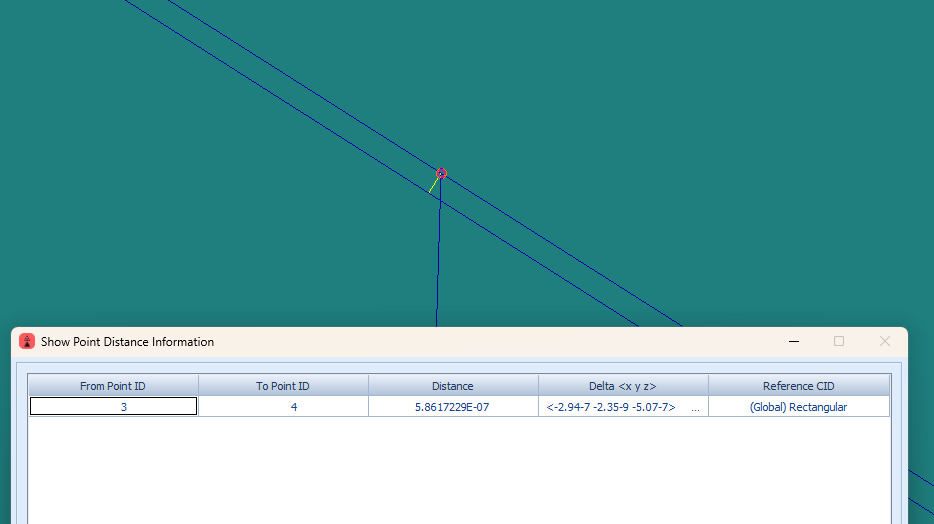 Show Point Distance Information
From Point ID To Point ID Distance Delta <x y z> Reference CID
3 4 5.8617229E-07 <-2.94-7 -2.35-9 -5.07-7> ... (Global) Rectangular